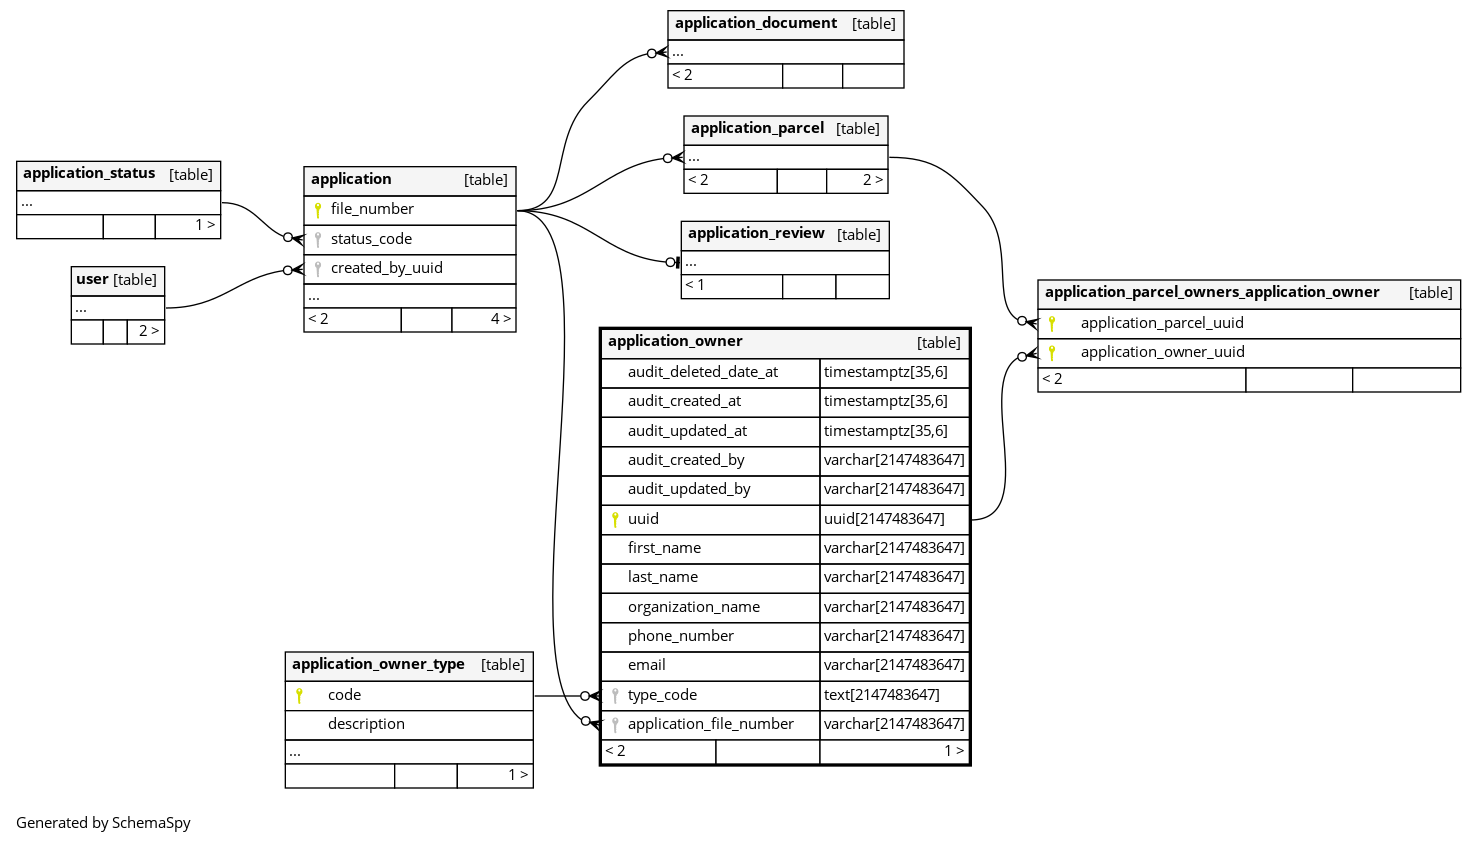 application_document [table]
...
< 2
application_parcel [table]
...
< 2 2 >
application_status [table]
...
1 >
application [table]
file_number
status_code
created_by_uuid
...
< 2 4 >
application_review [table]
...
< 1
user [table]
...
2 >
application_parcel_owners_application_owner [table]
application_parcel_uuid
application_owner_uuid
< 2
application_owner [table]
audit_deleted_date_at timestamptz[35,6]
audit_created_at timestamptz[35,6]
audit_updated_at timestamptz[35,6]
audit_created_by varchar[2147483647]
audit_updated_by varchar[2147483647]
uuid uuid[2147483647]
first_name varchar[2147483647]
last_name varchar[2147483647]
organization_name varchar[2147483647]
phone_number varchar[2147483647]
email varchar[2147483647]
type_code text[2147483647]
application_file_number varchar[2147483647]
< 2 1 >
application_owner_type [table]
code
description
...
1 >
Generated by SchemaSpy